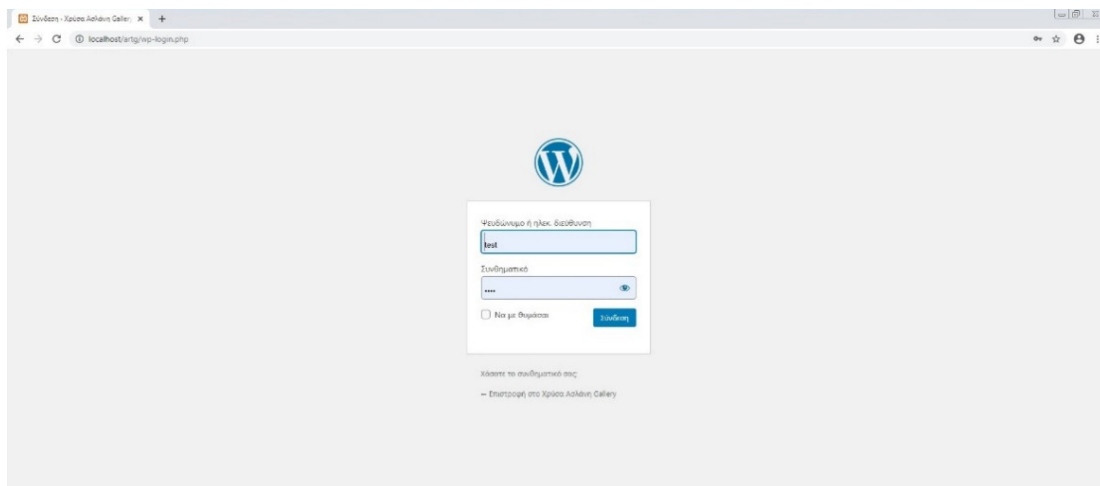 Σύνδεση - Χρύσα Ασλάνη Galler
localhost/artg/wp-login.php
Ψευδώνυμο ή ηλεκ. διεύθυνση
test
Συνθηματικό
Να με θυμάσαι
Σύνδεση
Χάσατε το συνθηματικό σας;
← Επιστροφή στο Χρύσα Ασλάνη Gallery